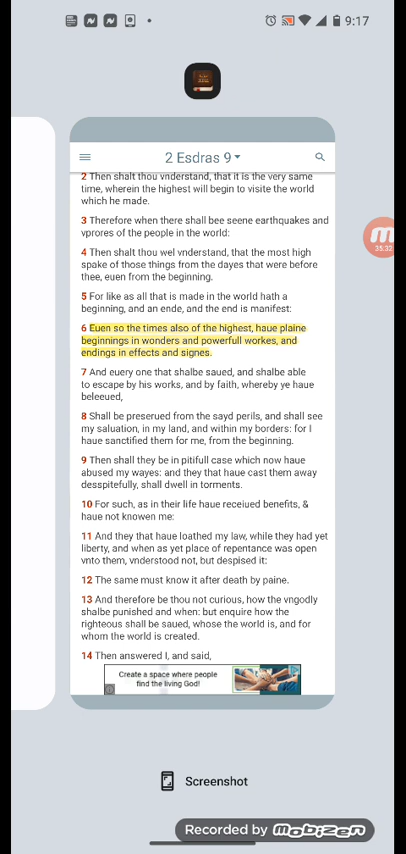 9:17
35:32
2 Esdras 9
2 Then shalt thou vnderstand, that it is the very same
time, wherein the highest will begin to visite the world
which he made.
3 Therefore when there shall bee seene earthquakes and
vprores of the people in the world:
4 Then shalt thou wel vnderstand, that the most high
spake of those things from the dayes that were before
thee, euen from the beginning.
5 For like as all that is made in the world hath a
beginning, and an ende, and the end is manifest:
6 Euen so the times also of the highest, haue plaine
beginnings in wonders and powerfull workes, and
endings in effects and signes.
7 And euery one that shalbe saued, and shalbe able
to escape by his works, and by faith, whereby ye haue
beleeued,
8 Shall be preserued from the sayd perils, and shall see
my saluation, in my land, and within my borders: for I
haue sanctified them for me, from the beginning.
9 Then shall they be in pitifull case which now haue
abused my wayes: and they that haue cast them away
desspitefully, shall dwell in torments.
10 For such, as in their life haue receiued benefits, &
haue not knowen me:
11 And they that haue loathed my law, while they had yet
liberty, and when as yet place of repentance was open
vnto them, vnderstood not, but despised it:
12 The same must know it after death by paine.
13 And therefore be thou not curious, how the vngodly
shalbe punished and when: but enquire how the
righteous shall be saued, whose the world is, and for
whom the world is created.
14 Then answered I, and said,
Create a space where people
find the living God!
Screenshot
Recorded by mobizen